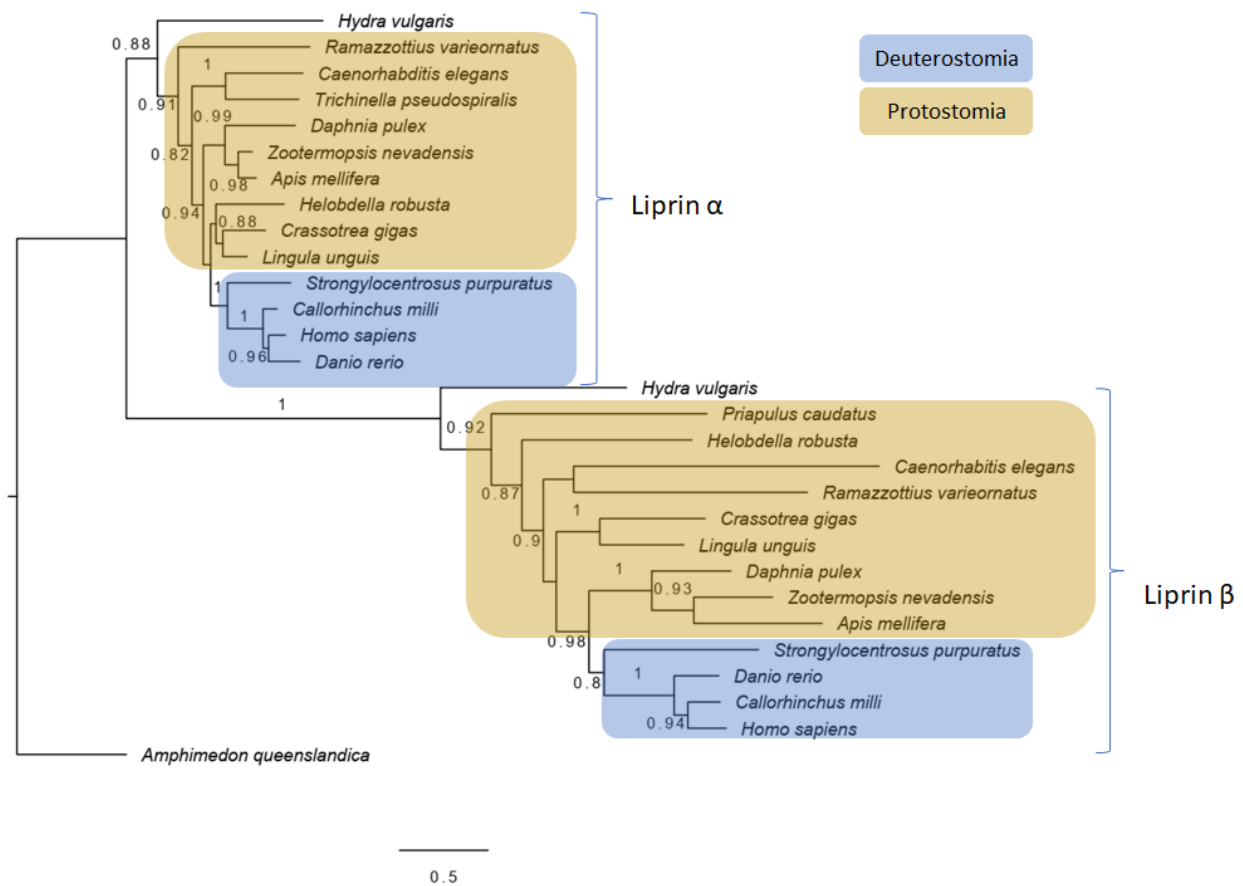 Hydra vulgaris
0.88
Ramazzottius varieornatus
Deuterostomia
1
Caenorhabditis elegans
0.91
Trichinella pseudospiralis
Protostomia
0.99
Daphnia pulex
0.82
Zootermopsis nevadensis
0.98
Apis mellifera
Helobdella robusta
Liprin α
0.94
0.88
Crassotrea gigas
Lingula unguis
1
Strongylocentrosus purpuratus
1
Callorhinchus milli
Homo sapiens
0.96
Danio rerio
Hydra vulgaris
1
Priapulus caudatus
0.92
Helobdella robusta
Caenorhabitis elegans
0.87
Ramazzottius varieornatus
1
Crassotrea gigas
0.9
Lingula unguis
1
Daphnia pulex
0.93
Zootermopsis nevadensis
Liprin β
Apis mellifera
0.98
Strongylocentrosus purpuratus
1
Danio rerio
0.8
Callorhinchus milli
0.94
Homo sapiens
Amphimedon queenslandica
0.5